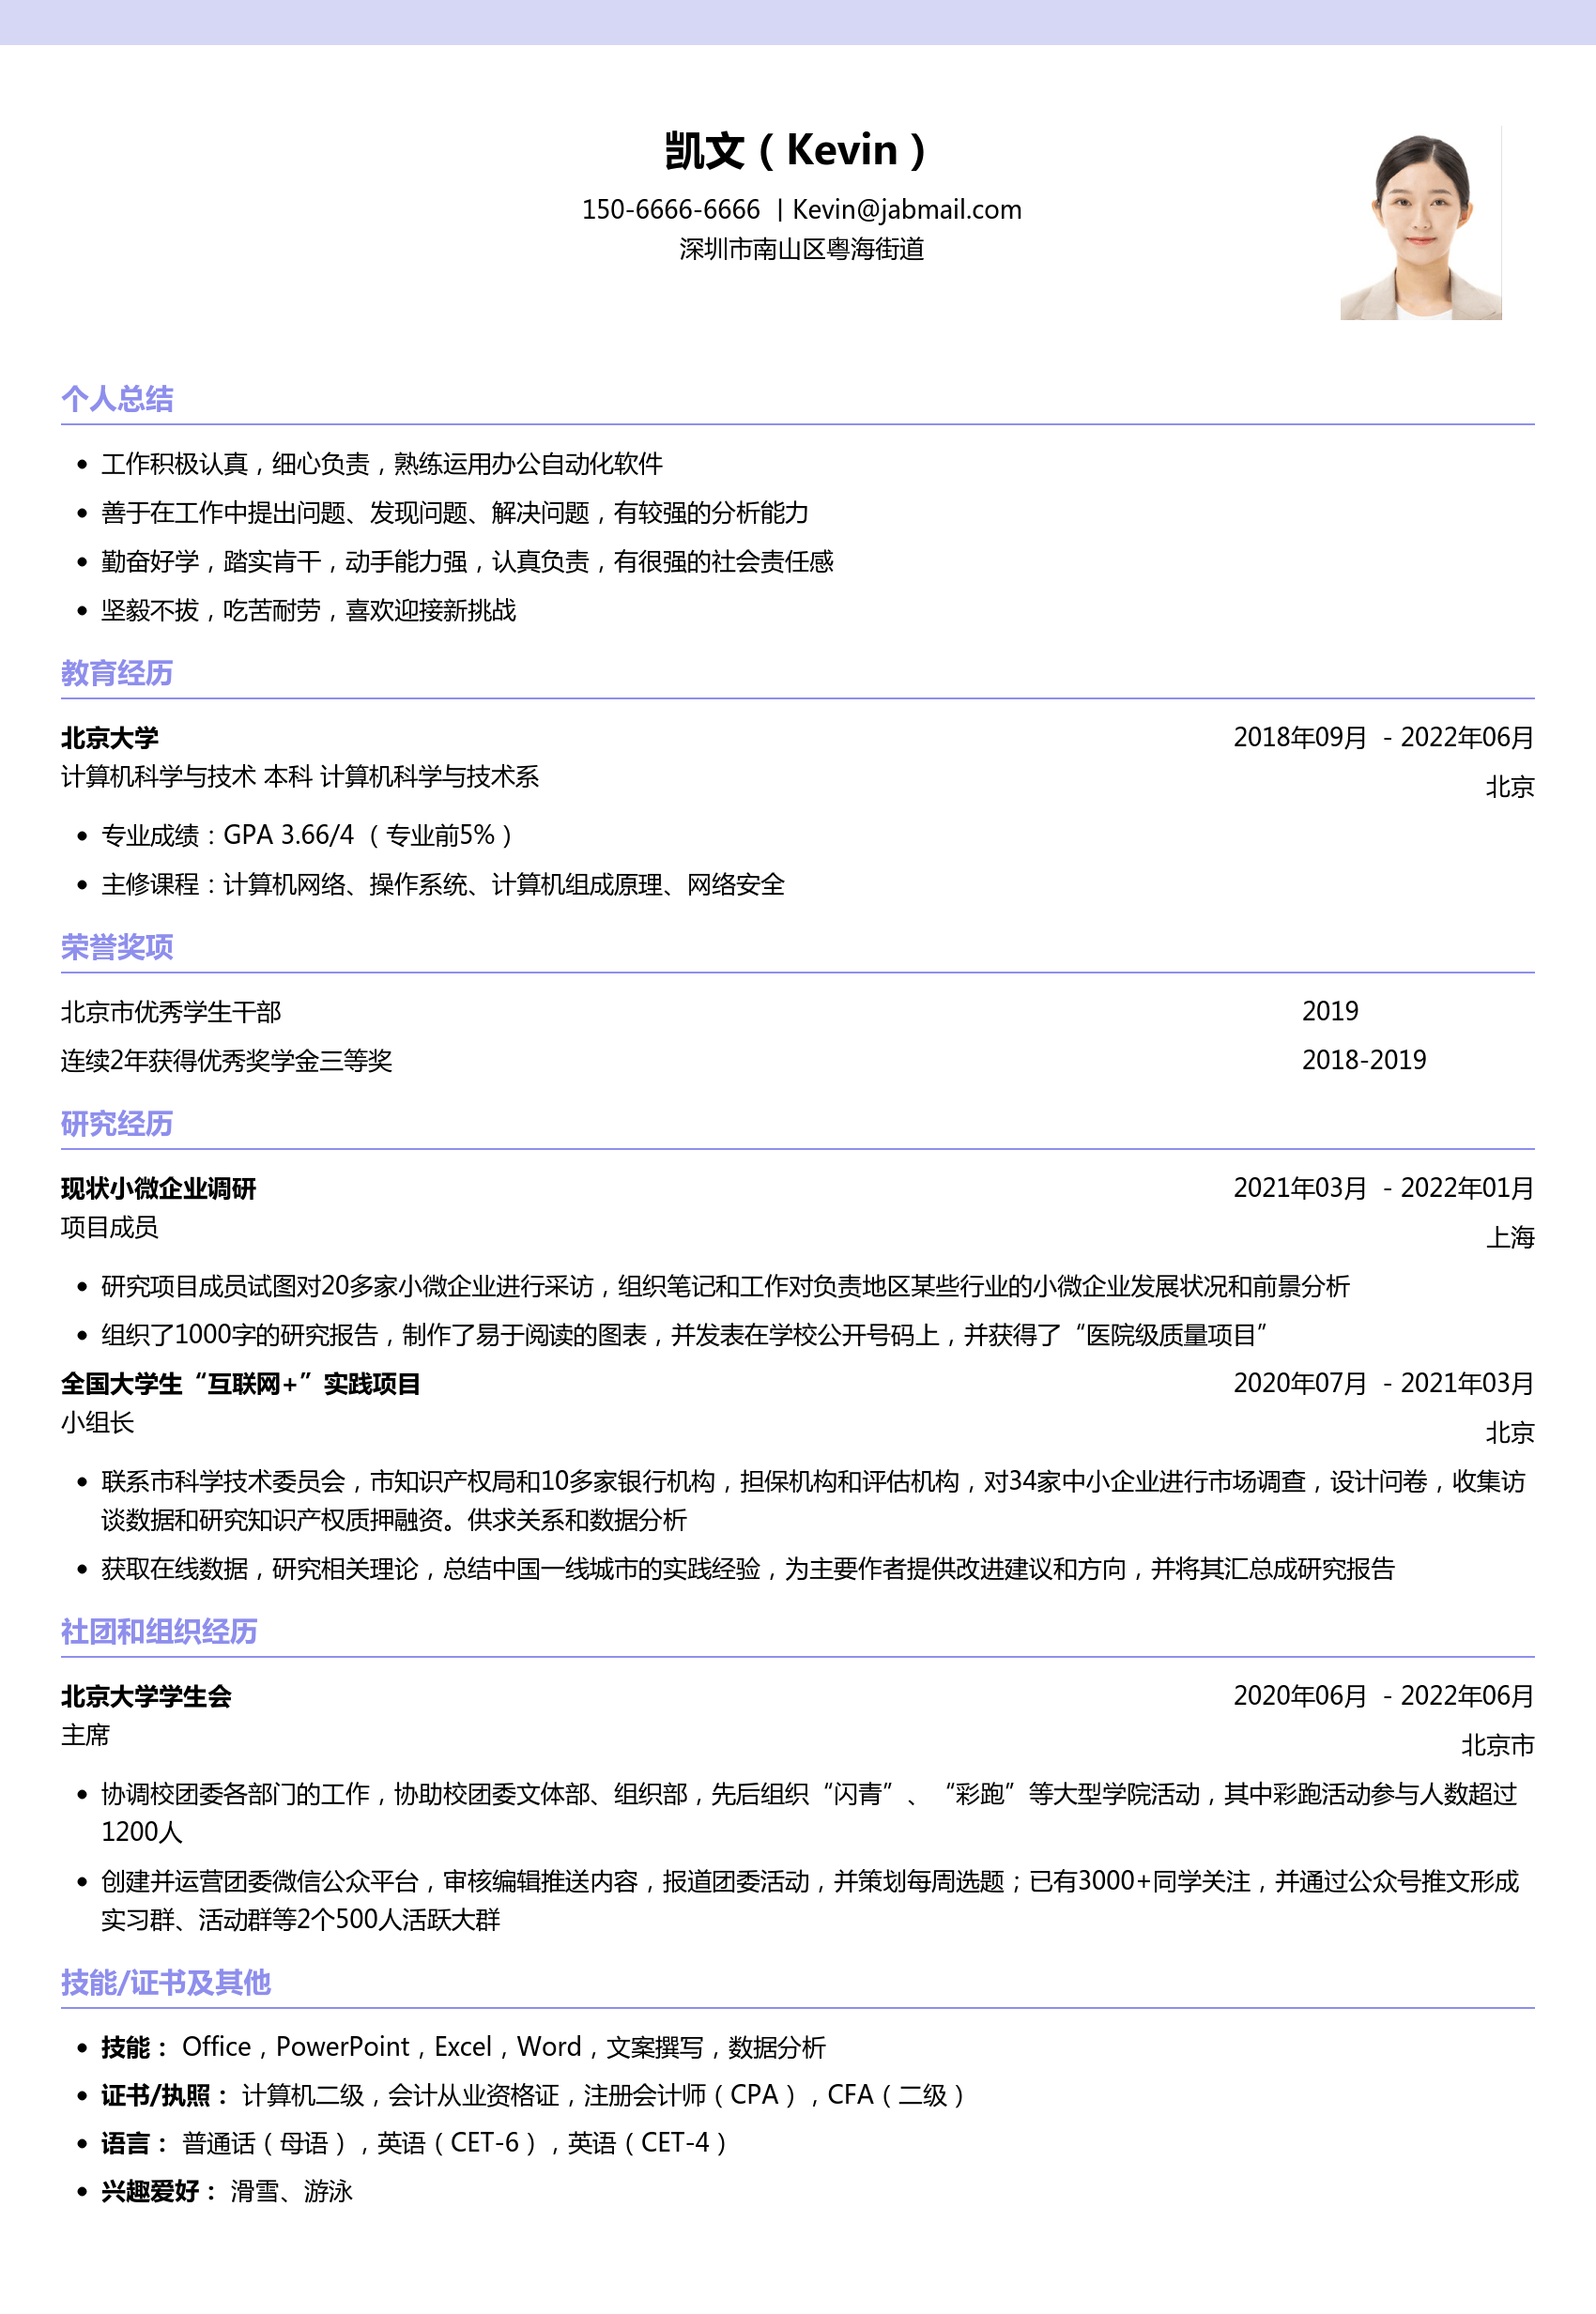 凯文（Kevin）
150-6666-6666 | Kevin@jabmail.com
深圳市南山区粤海街道
个人总结
• 工作积极认真，细心负责，熟练运用办公自动化软件
• 善于在工作中提出问题、发现问题、解决问题，有较强的分析能力
• 勤奋好学，踏实肯干，动手能力强，认真负责，有很强的社会责任感
• 坚毅不拔，吃苦耐劳，喜欢迎接新挑战
教育经历
北京大学 2018年09月 - 2022年06月
计算机科学与技术 本科 计算机科学与技术系 北京
• 专业成绩：GPA 3.66/4 （专业前5%）
• 主修课程：计算机网络、操作系统、计算机组成原理、网络安全
荣誉奖项
北京市优秀学生干部 2019
连续2年获得优秀奖学金三等奖 2018-2019
研究经历
现状小微企业调研 2021年03月 - 2022年01月
项目成员 上海
• 研究项目成员试图对20多家小微企业进行采访，组织笔记和工作对负责地区某些行业的小微企业发展状况和前景分析
• 组织了1000字的研究报告，制作了易于阅读的图表，并发表在学校公开号码上，并获得了“医院级质量项目”
全国大学生“互联网+”实践项目 2020年07月 - 2021年03月
小组长 北京
• 联系市科学技术委员会，市知识产权局和10多家银行机构，担保机构和评估机构，对34家中小企业进行市场调查，设计问卷，收集访
谈数据和研究知识产权质押融资。供求关系和数据分析
• 获取在线数据，研究相关理论，总结中国一线城市的实践经验，为主要作者提供改进建议和方向，并将其汇总成研究报告
社团和组织经历
北京大学学生会 2020年06月 - 2022年06月
主席 北京市
• 协调校团委各部门的工作，协助校团委文体部、组织部，先后组织“闪青”、“彩跑”等大型学院活动，其中彩跑活动参与人数超过
1200人
• 创建并运营团委微信公众平台，审核编辑推送内容，报道团委活动，并策划每周选题；已有3000+同学关注，并通过公众号推文形成
实习群、活动群等2个500人活跃大群
技能/证书及其他
• 技能： Office，PowerPoint，Excel，Word，文案撰写，数据分析
• 证书/执照： 计算机二级，会计从业资格证，注册会计师（CPA），CFA（二级）
• 语言： 普通话（母语），英语（CET-6），英语（CET-4）
• 兴趣爱好： 滑雪、游泳